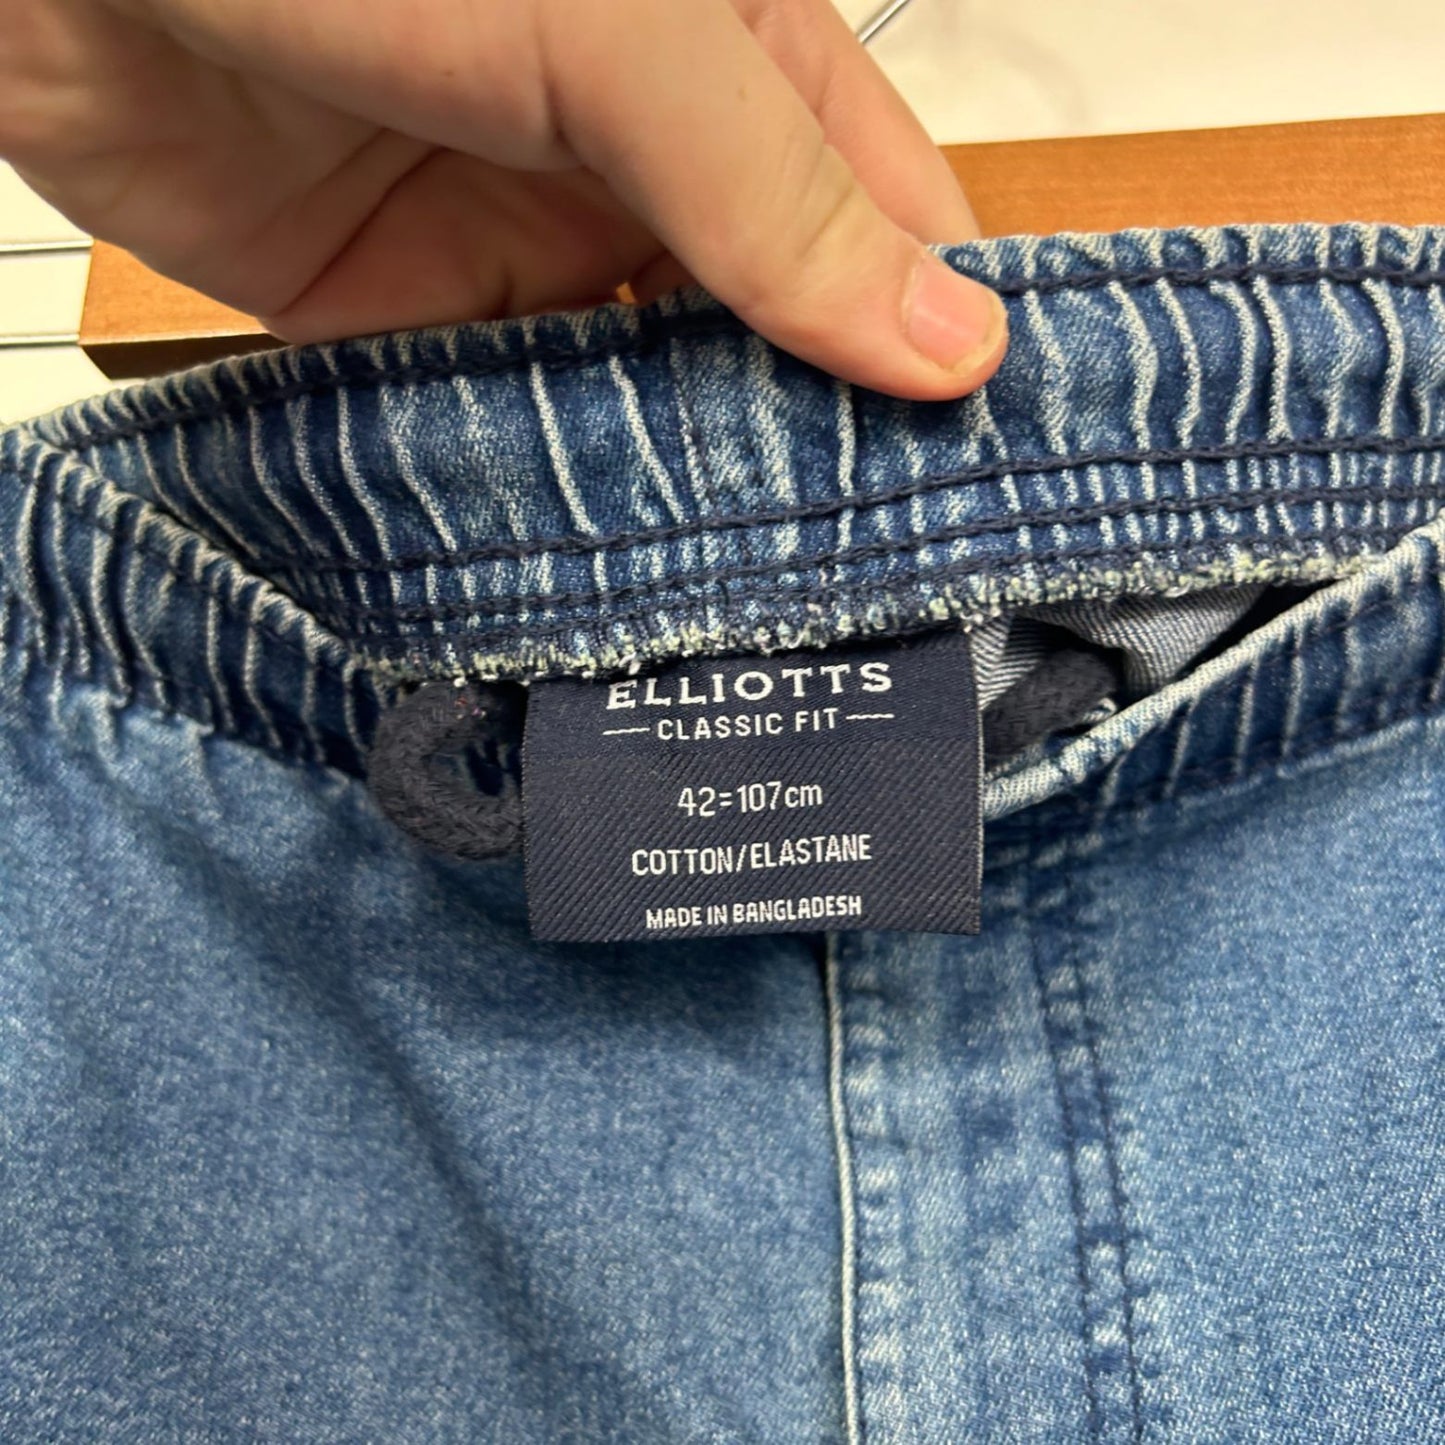 ELLIOTTS
CLASSIC FIT
42=107cm
COTTON/ELASTANE
MADE IN BANGLADESH